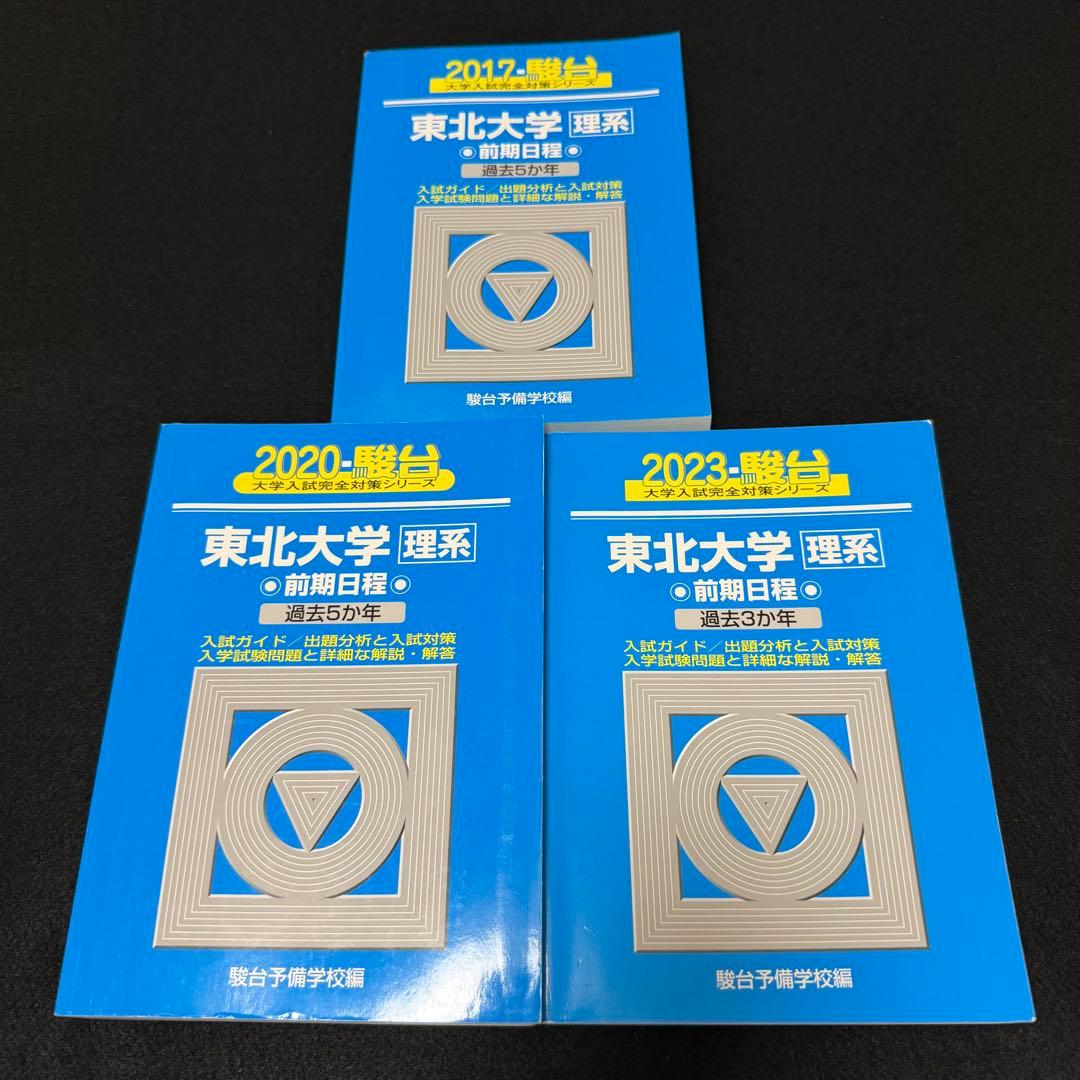 2017-駿台
大学入試完全対策シリーズ
東北大学 理系
前期日程
過去5か年
入試ガイド/出題分析と入試対策
入学試験問題と詳細な解説・解答
駿台予備学校編
2020-駿台
大学入試完全対策シリーズ
東北大学 理系
前期日程
過去5か年
入試ガイド/出題分析と入試対策
入学試験問題と詳細な解説・解答
駿台予備学校編
2023-駿台
大学入試完全対策シリーズ
東北大学 理系
前期日程
過去3か年
入試ガイド/出題分析と入試対策
入学試験問題と詳細な解説・解答
駿台予備学校編